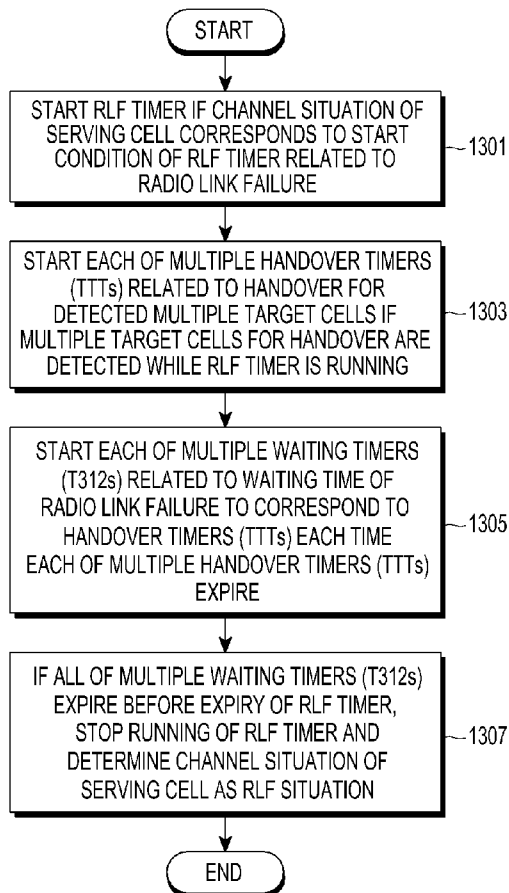 START
START RLF TIMER IF CHANNEL SITUATION OF
SERVING CELL CORRESPONDS TO START
CONDITION OF RLF TIMER RELATED TO
RADIO LINK FAILURE
1301
START EACH OF MULTIPLE HANDOVER TIMERS
(TTTs) RELATED TO HANDOVER FOR
DETECTED MULTIPLE TARGET CELLS IF
MULTIPLE TARGET CELLS FOR HANDOVER ARE
DETECTED WHILE RLF TIMER IS RUNNING
1303
START EACH OF MULTIPLE WAITING TIMERS
(T312s) RELATED TO WAITING TIME OF
RADIO LINK FAILURE TO CORRESPOND TO
HANDOVER TIMERS (TTTs) EACH TIME
EACH OF MULTIPLE HANDOVER TIMERS (TTTs)
EXPIRE
1305
IF ALL OF MULTIPLE WAITING TIMERS (T312s)
EXPIRE BEFORE EXPIRY OF RLF TIMER,
STOP RUNNING OF RLF TIMER AND
DETERMINE CHANNEL SITUATION OF
SERVING CELL AS RLF SITUATION
1307
END